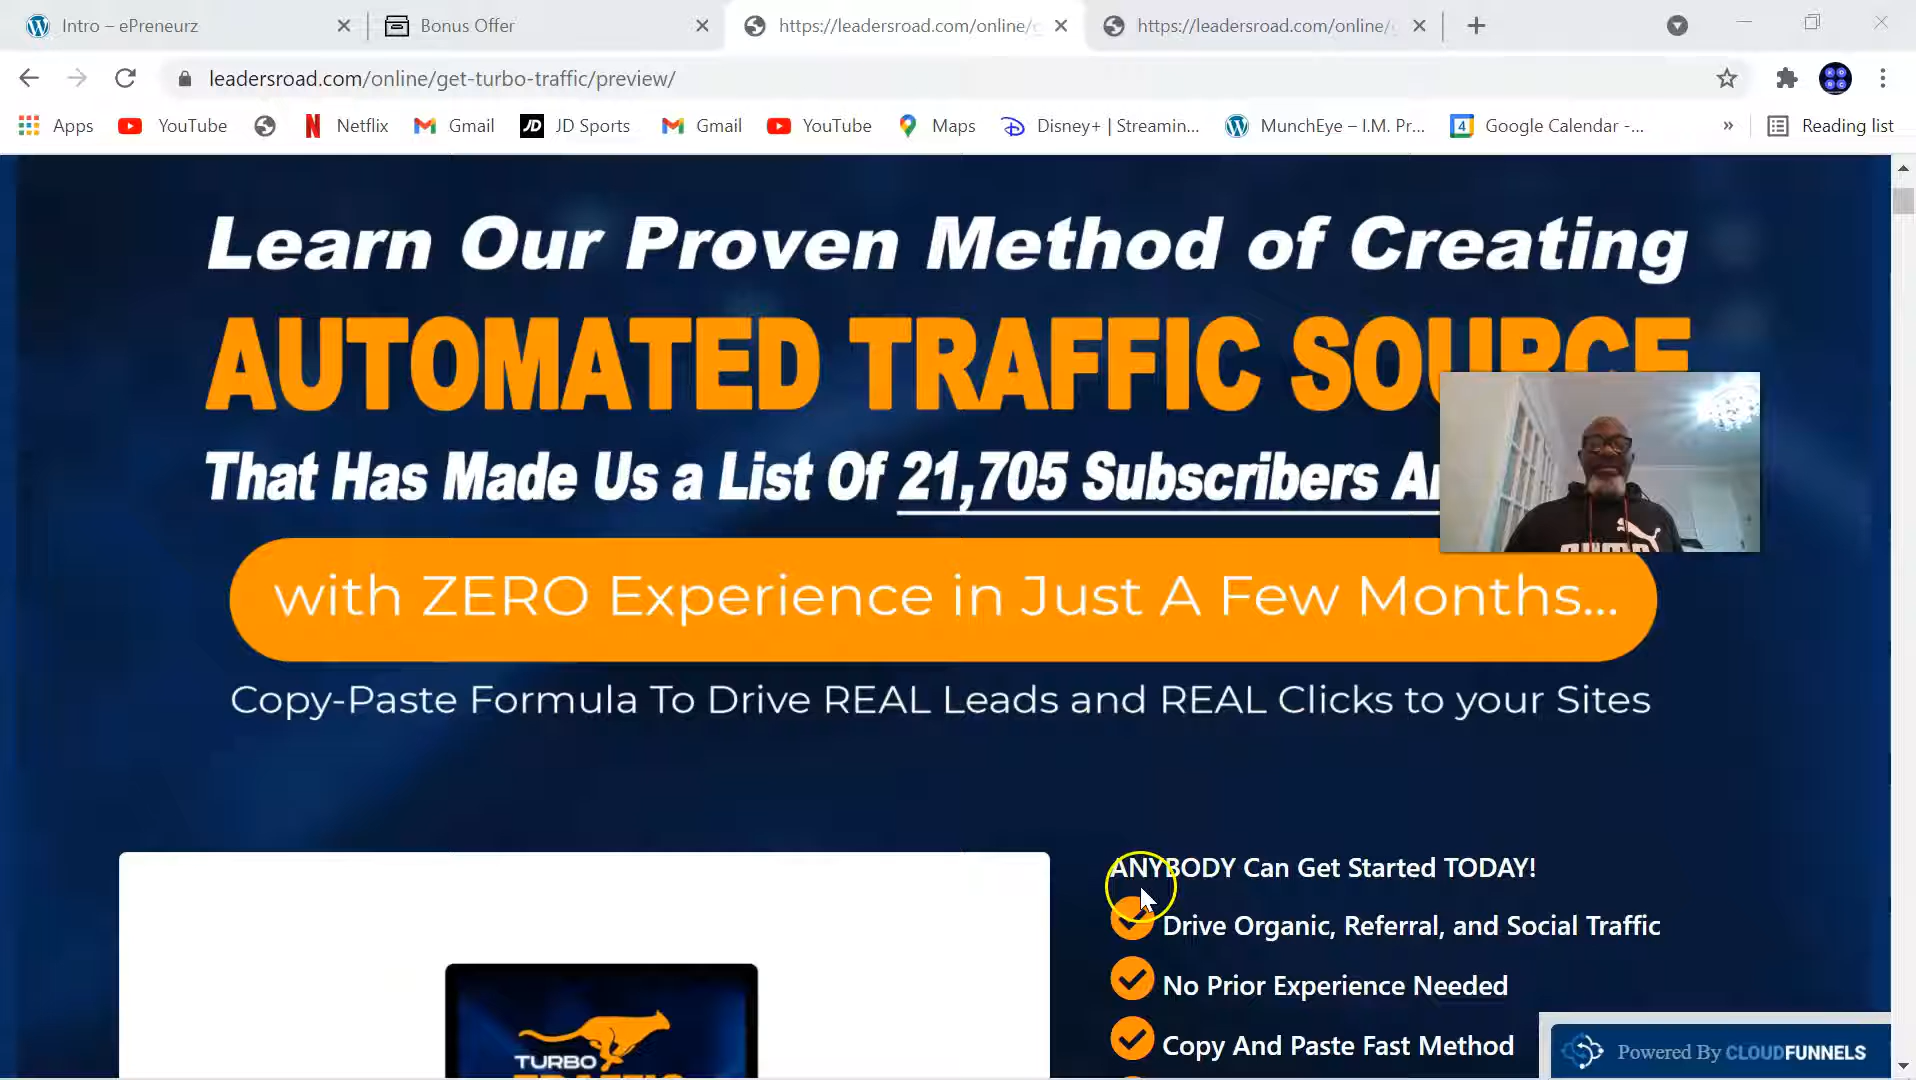 Intro – ePreneurz
Bonus Offer
https://leadersroad.com/online/
https://leadersroad.com/online/
leadersroad.com/online/get-turbo-traffic/preview/
Apps
YouTube
Netflix
Gmail
JD
JD Sports
Gmail
YouTube
Maps
Disney+ | Streamin...
MunchEye – I.M. Pr...
4
Google Calendar -...
»
Reading list
Learn Our Proven Method of Creating
AUTOMATED TRAFFIC SOURCE
That Has Made Us a List Of 21,705 Subscribers
with ZERO Experience in Just A Few Months...
Copy-Paste Formula To Drive REAL Leads and REAL Clicks to your Sites
ANYBODY Can Get Started TODAY!
Drive Organic, Referral, and Social Traffic
No Prior Experience Needed
Copy And Paste Fast Method
TURBO
Powered By CLOUDFUNNELS